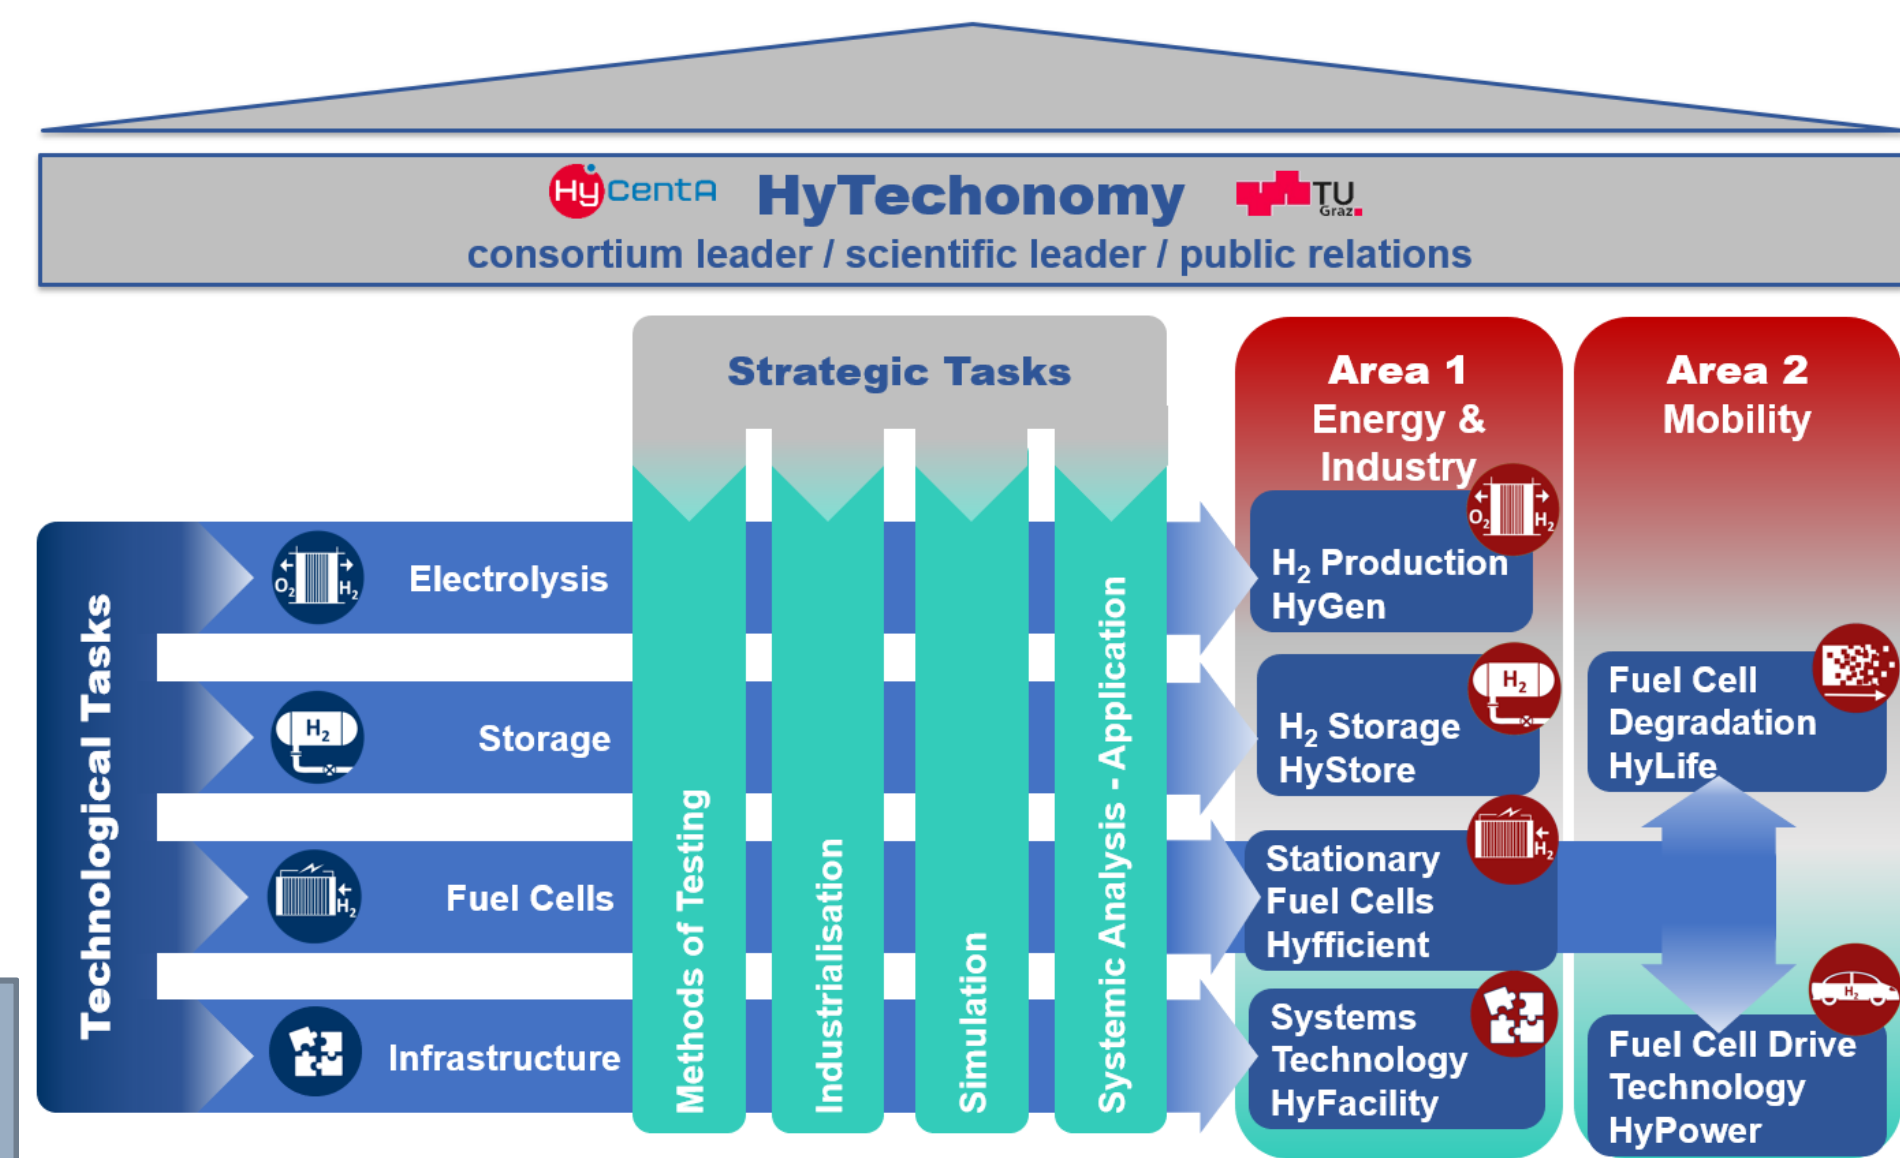 HyCentA HyTechonomy TU Graz
consortium leader / scientific leader / public relations
Strategic Tasks
Methods of Testing
Industrialisation
Simulation
Systemic Analysis - Application
Technological Tasks
O₂ H₂
Electrolysis
H₂
Storage
H₂
Fuel Cells
Infrastructure
Area 1
Energy &
Industry
O₂ H₂
H₂ Production
HyGen
H₂
H₂ Storage
HyStore
H₂
Stationary
Fuel Cells
Hyfficient
Systems
Technology
HyFacility
Area 2
Mobility
Fuel Cell
Degradation
HyLife
H₂
Fuel Cell Drive
Technology
HyPower